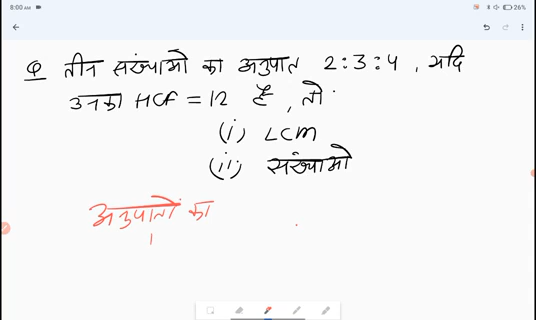 8:00 AM
26%
Q तीन संख्याओ का अनुपात 2:3:4, यदि
उनका HCF = 12 है, तो
(i) LCM
(ii) संख्याओ
अनुपातों का